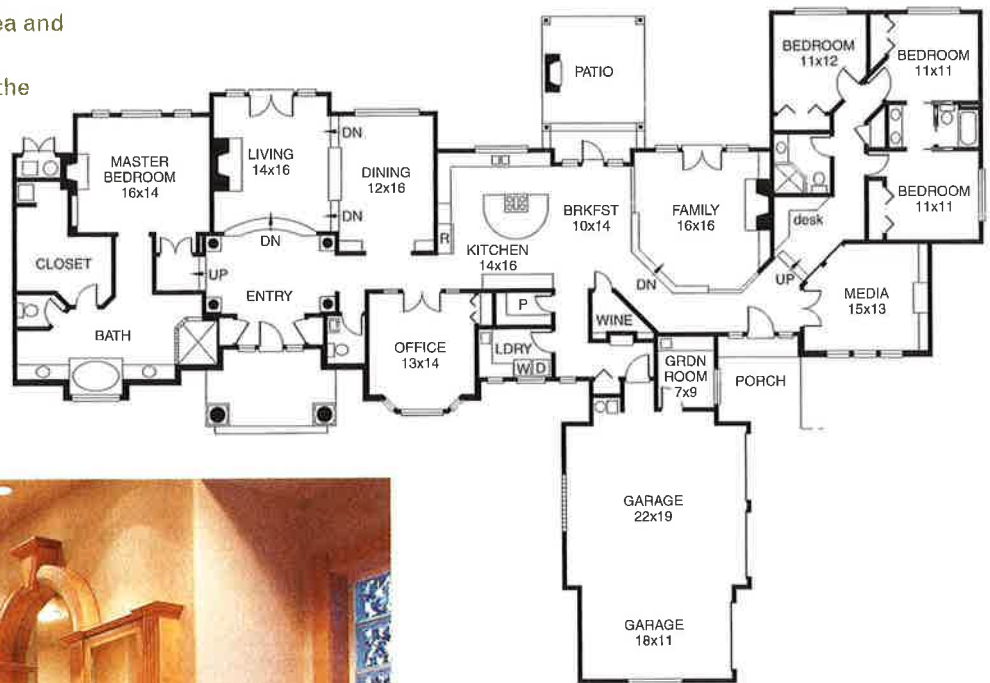 ea and
the
PATIO
BEDROOM
11x12
BEDROOM
11x11
MASTER
BEDROOM
16x14
LIVING
14x16
DN
DINING
12x16
DN
DN
BRKFST
10x14
FAMILY
16x16
desk
BEDROOM
11x11
R
KITCHEN
14x16
CLOSET
UP
ENTRY
DN
UP
MEDIA
15x13
BATH
OFFICE
13x14
P
LDRY
W D
WINE
GRDN
ROOM
7x9
PORCH
GARAGE
22x19
GARAGE
18x11